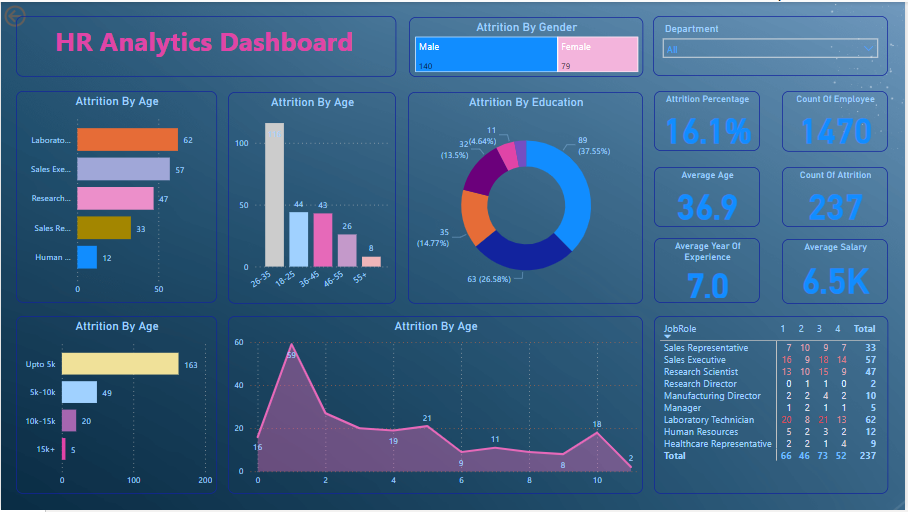 HR Analytics Dashboard
Attrition By Gender
Male
Female
140
79
Department
All
Attrition By Age
Laborato...
62
Sales Exe...
57
Research...
47
Sales Re...
33
Human ...
12
0
50
Attrition By Age
100
50
0
44
43
26
8
26-35
18-25
36-45
46-55
55+
Attrition By Education
11
(4.64%)
32
(13.5%)
89
(37.55%)
35
(14.77%)
63 (26.58%)
Attrition Percentage
16.1%
Count Of Employee
1470
Average Age
36.9
Count Of Attrition
237
Average Year Of
Experience
7.0
Average Salary
6.5K
Attrition By Age
Upto 5k
163
5k-10k
49
10k-15k
20
15k+
5
0
100
200
Attrition By Age
60
40
20
0
16
59
19
21
9
11
8
18
2
0
2
4
6
8
10
JobRole 1 2 3 4 Total
Sales Representative 7 10 9 7 33
Sales Executive 16 9 18 14 57
Research Scientist 13 10 15 9 47
Research Director 0 1 1 0 2
Manufacturing Director 2 2 4 2 10
Manager 1 2 1 1 5
Laboratory Technician 20 8 21 13 62
Human Resources 5 2 3 2 12
Healthcare Representative 2 2 1 4 9
Total 66 46 73 52 237